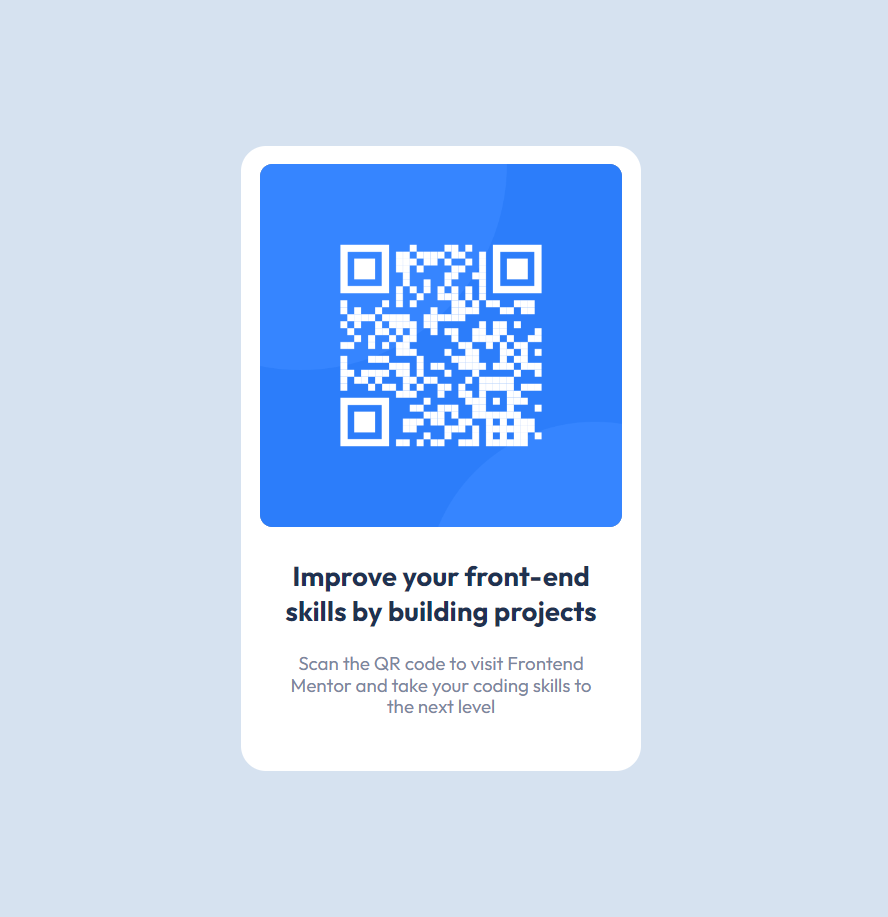 Improve your front-end
skills by building projects
Scan the QR code to visit Frontend
Mentor and take your coding skills to
the next level